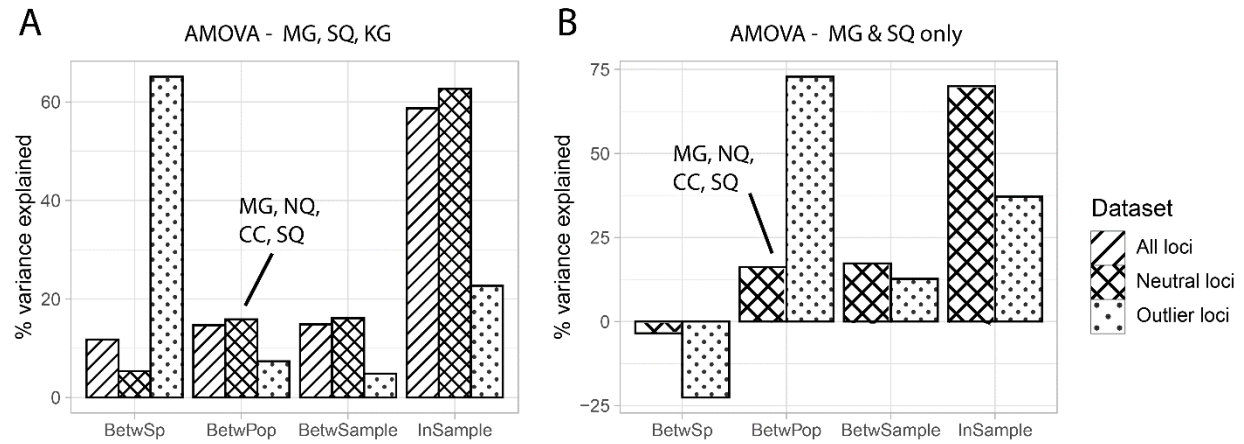 A
AMOVA - MG, SQ, KG
% variance explained
60
40
20
0
MG, NQ,
CC, SQ
BetwSp
BetwPop
BetwSample
InSample
B
AMOVA - MG & SQ only
% variance explained
75
50
25
0
−25
MG, NQ,
CC, SQ
BetwSp
BetwPop
BetwSample
InSample
Dataset
All loci
Neutral loci
Outlier loci